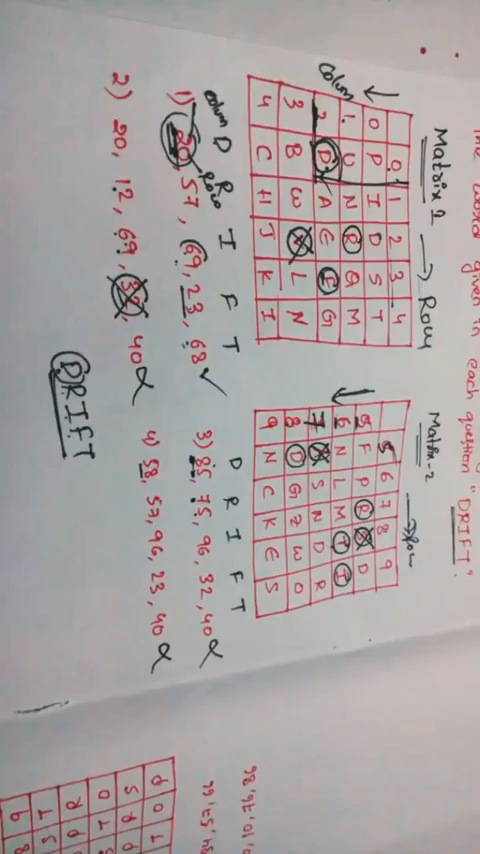 The given in each question "DRIFT".
Matrix 1 → Row
Colum
0 1 2 3 4
0 P I D S T
1 U N R G M
2 D A E F G
3 B W L N
4 C H J K I
Matrix-2 → Row
5 6 7 8 9
5 F P R D
6 N L M T I
7 S N D R
8 D G Z W O
9 N C K E S
colum Row
D R I F T
1) 20, 57, 69, 23, 68 ✓
2) 20, 12, 69, 32, 40 ✗
D R I F T
3) 85, 75, 96, 32, 40 ✗
4) 58, 57, 96, 23, 40 ✗
DRIFT